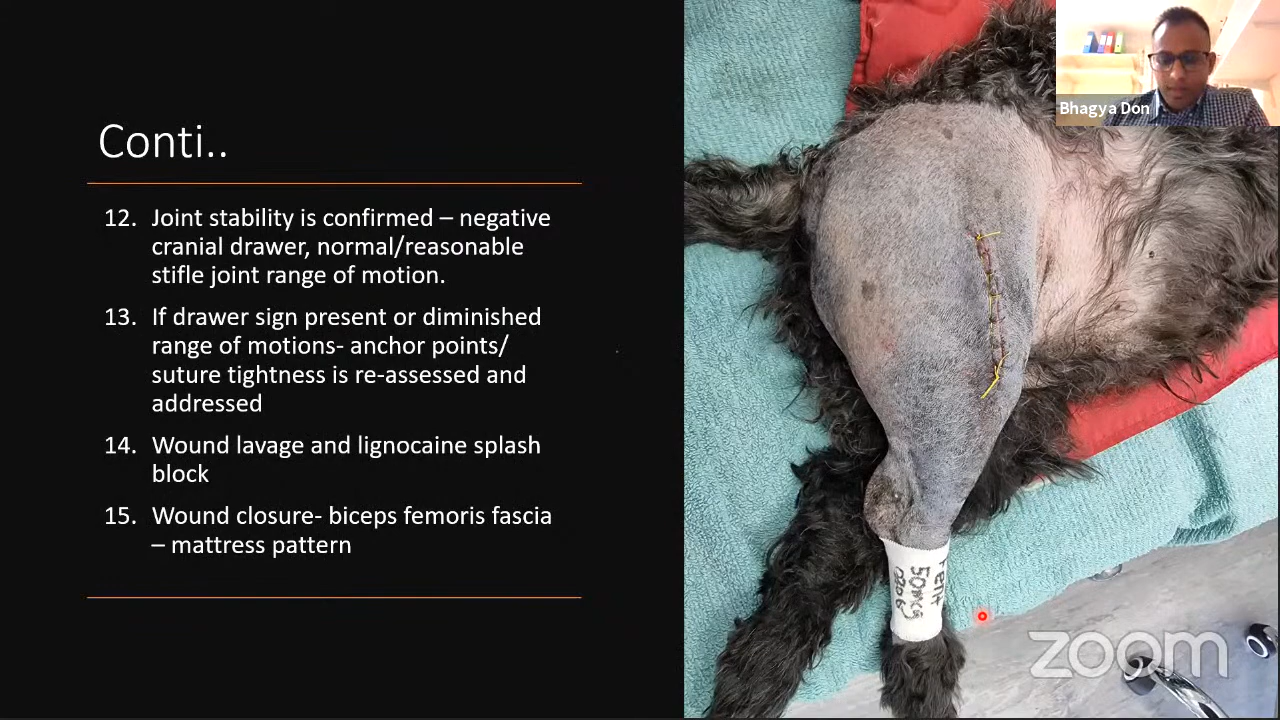 Conti..
12. Joint stability is confirmed – negative
cranial drawer, normal/reasonable
stifle joint range of motion.
13. If drawer sign present or diminished
range of motions- anchor points/
suture tightness is re-assessed and
addressed
14. Wound lavage and lignocaine splash
block
15. Wound closure- biceps femoris fascia
– mattress pattern
Bhagya Don
FENT
50mcg
zoom